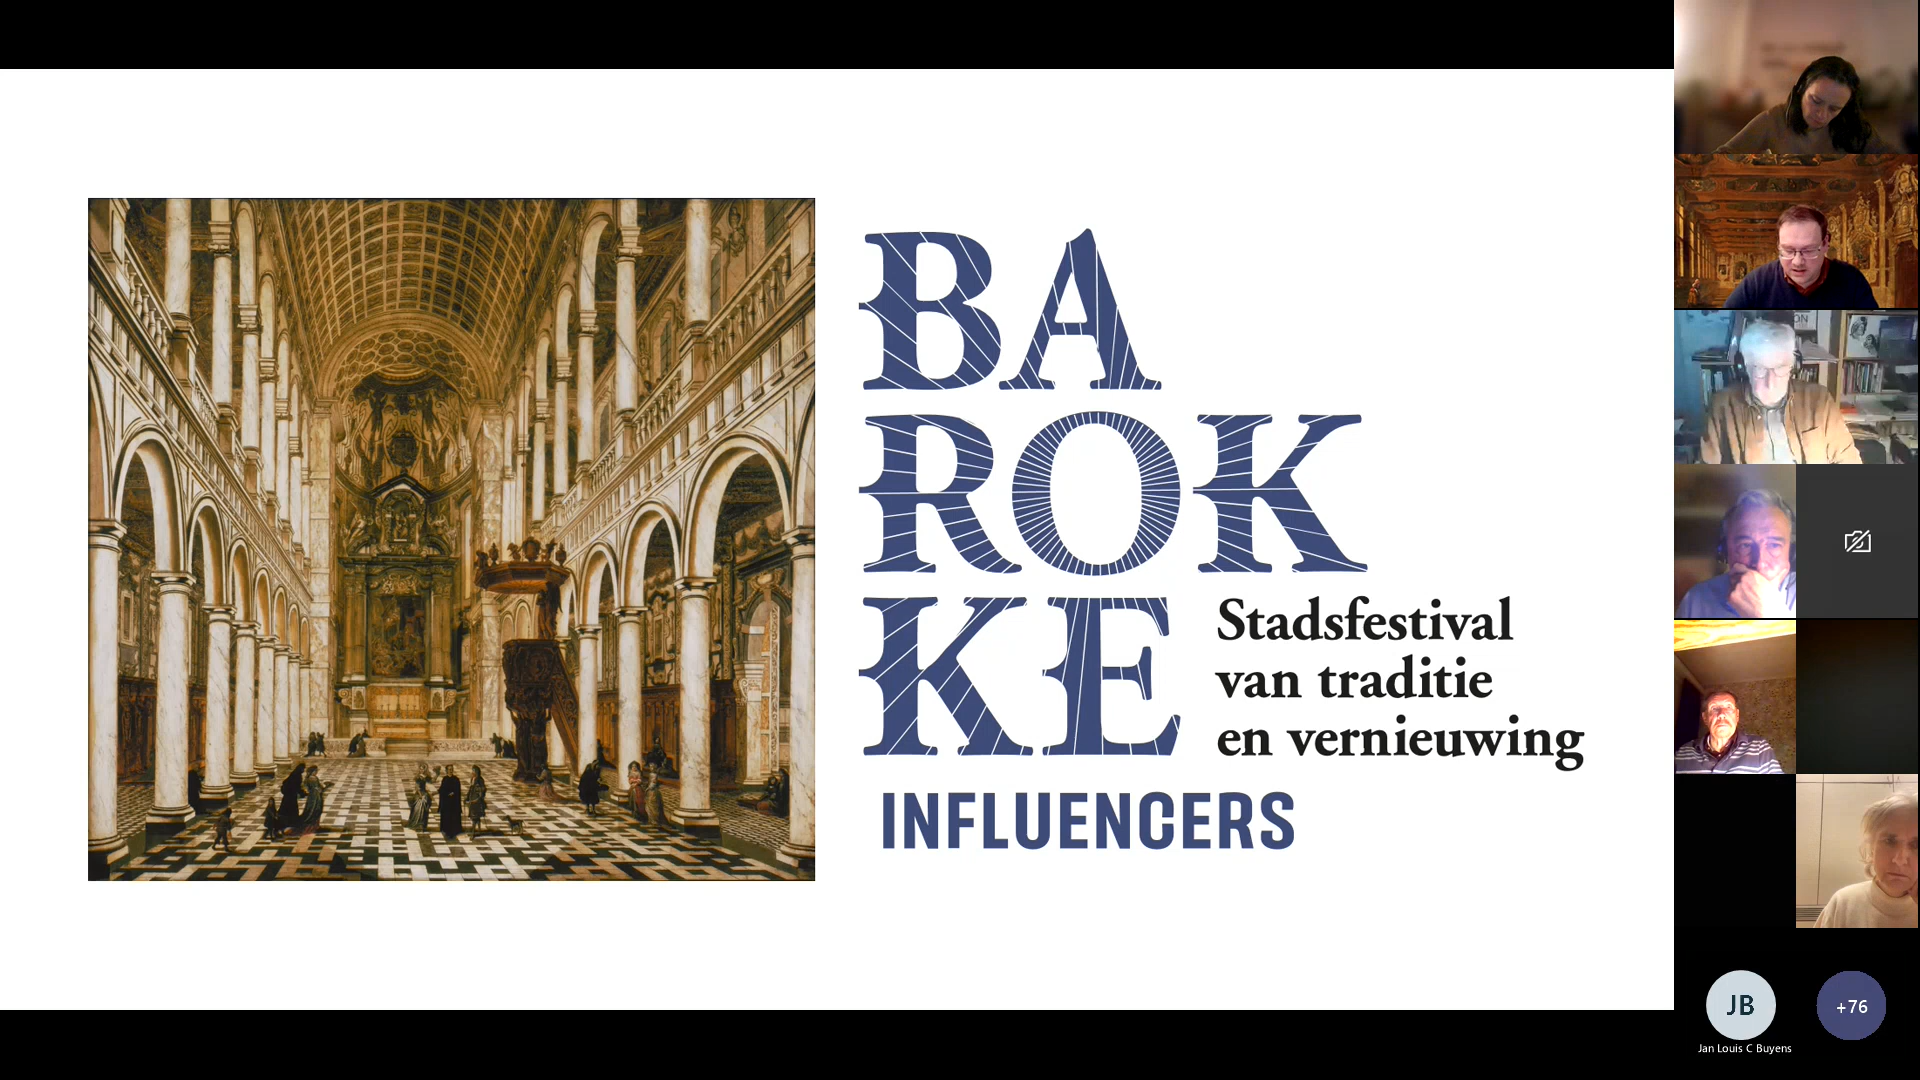 BA
ROK
KE
Stadsfestival
van traditie
en vernieuwing
INFLUENCERS
JB
+76
Jan Louis C Buyens